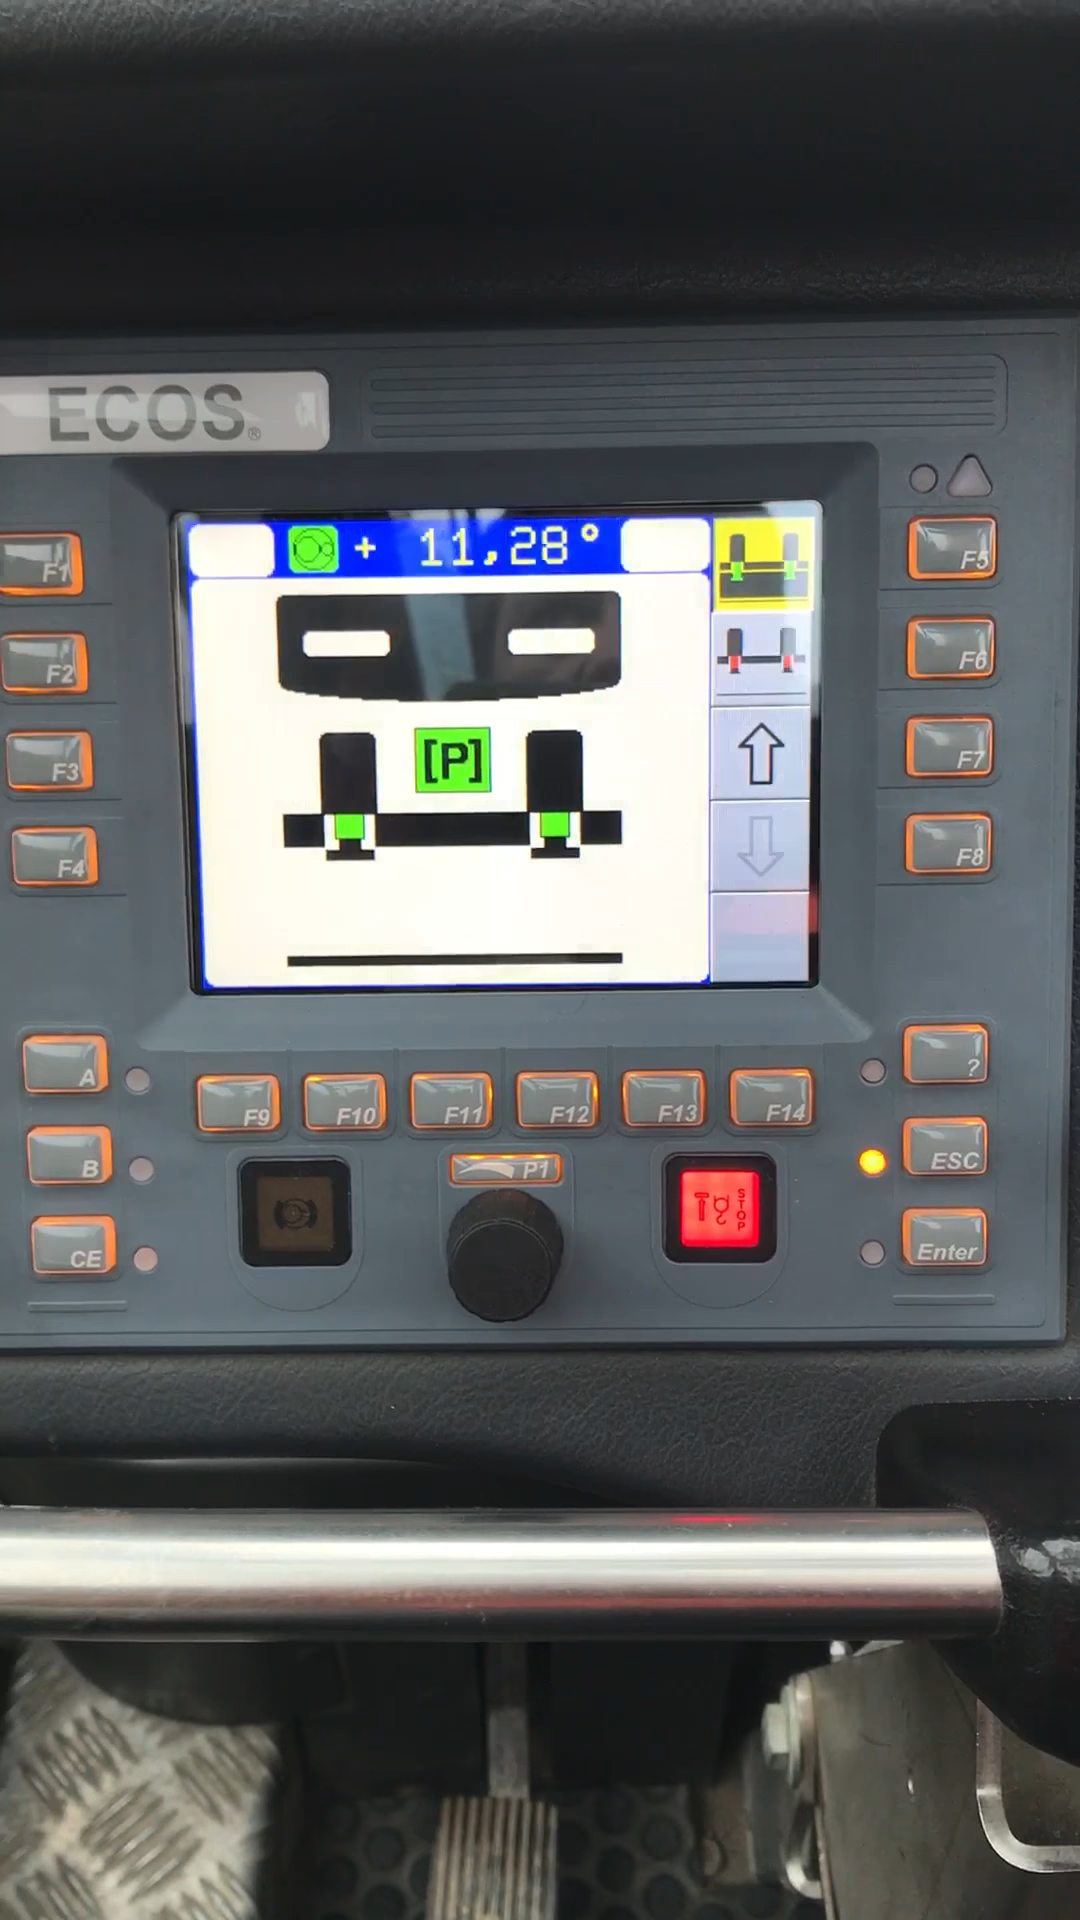 ECOS®
F1
+ 11,28°
F5
F2
F6
F3
[P]
F7
F4
F8
A
?
F9
F10
F11
F12
F13
F14
B
P1
ESC
STOP
CE
Enter